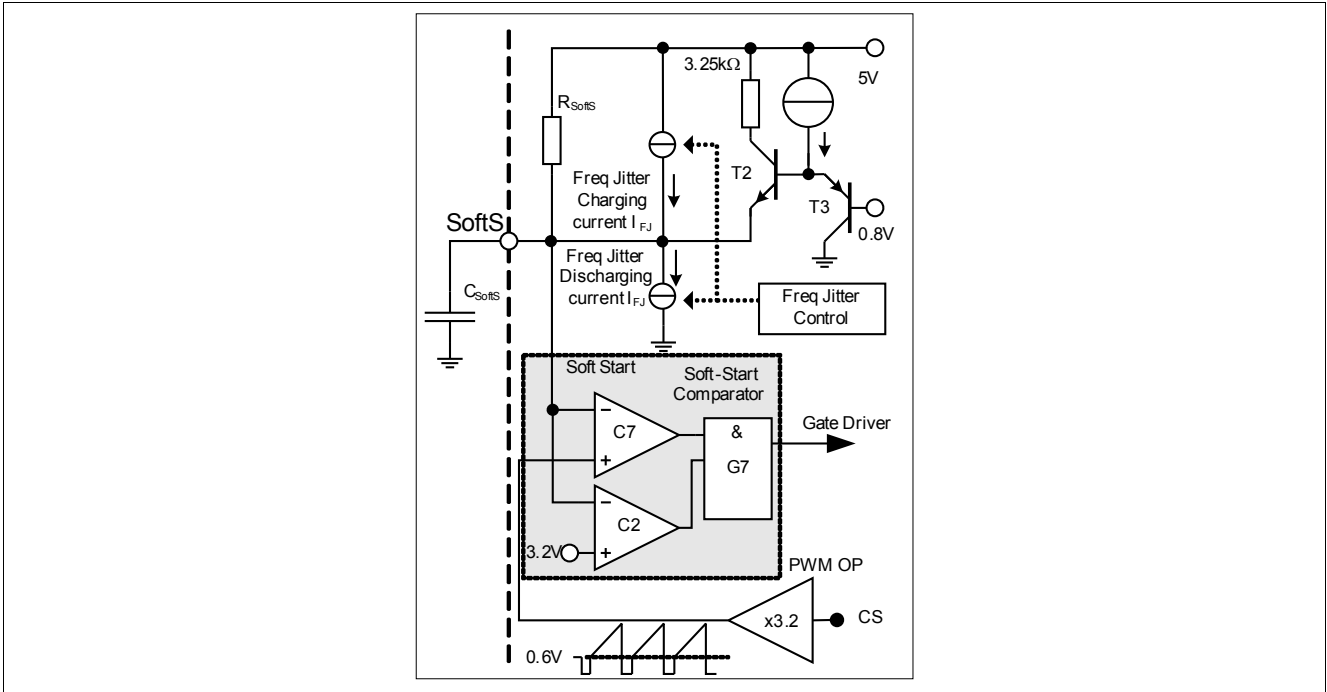 3.25kΩ
5V
RSoftS
T2
T3
0.8V
Freq Jitter
Charging
current I FJ
SoftS
CSoftS
Freq Jitter
Discharging
current I FJ
Freq Jitter
Control
Soft Start
Soft-Start
Comparator
−
C7
+
&
G7
Gate Driver
−
C2
3.2V
+
PWM OP
x3.2
CS
0.6V